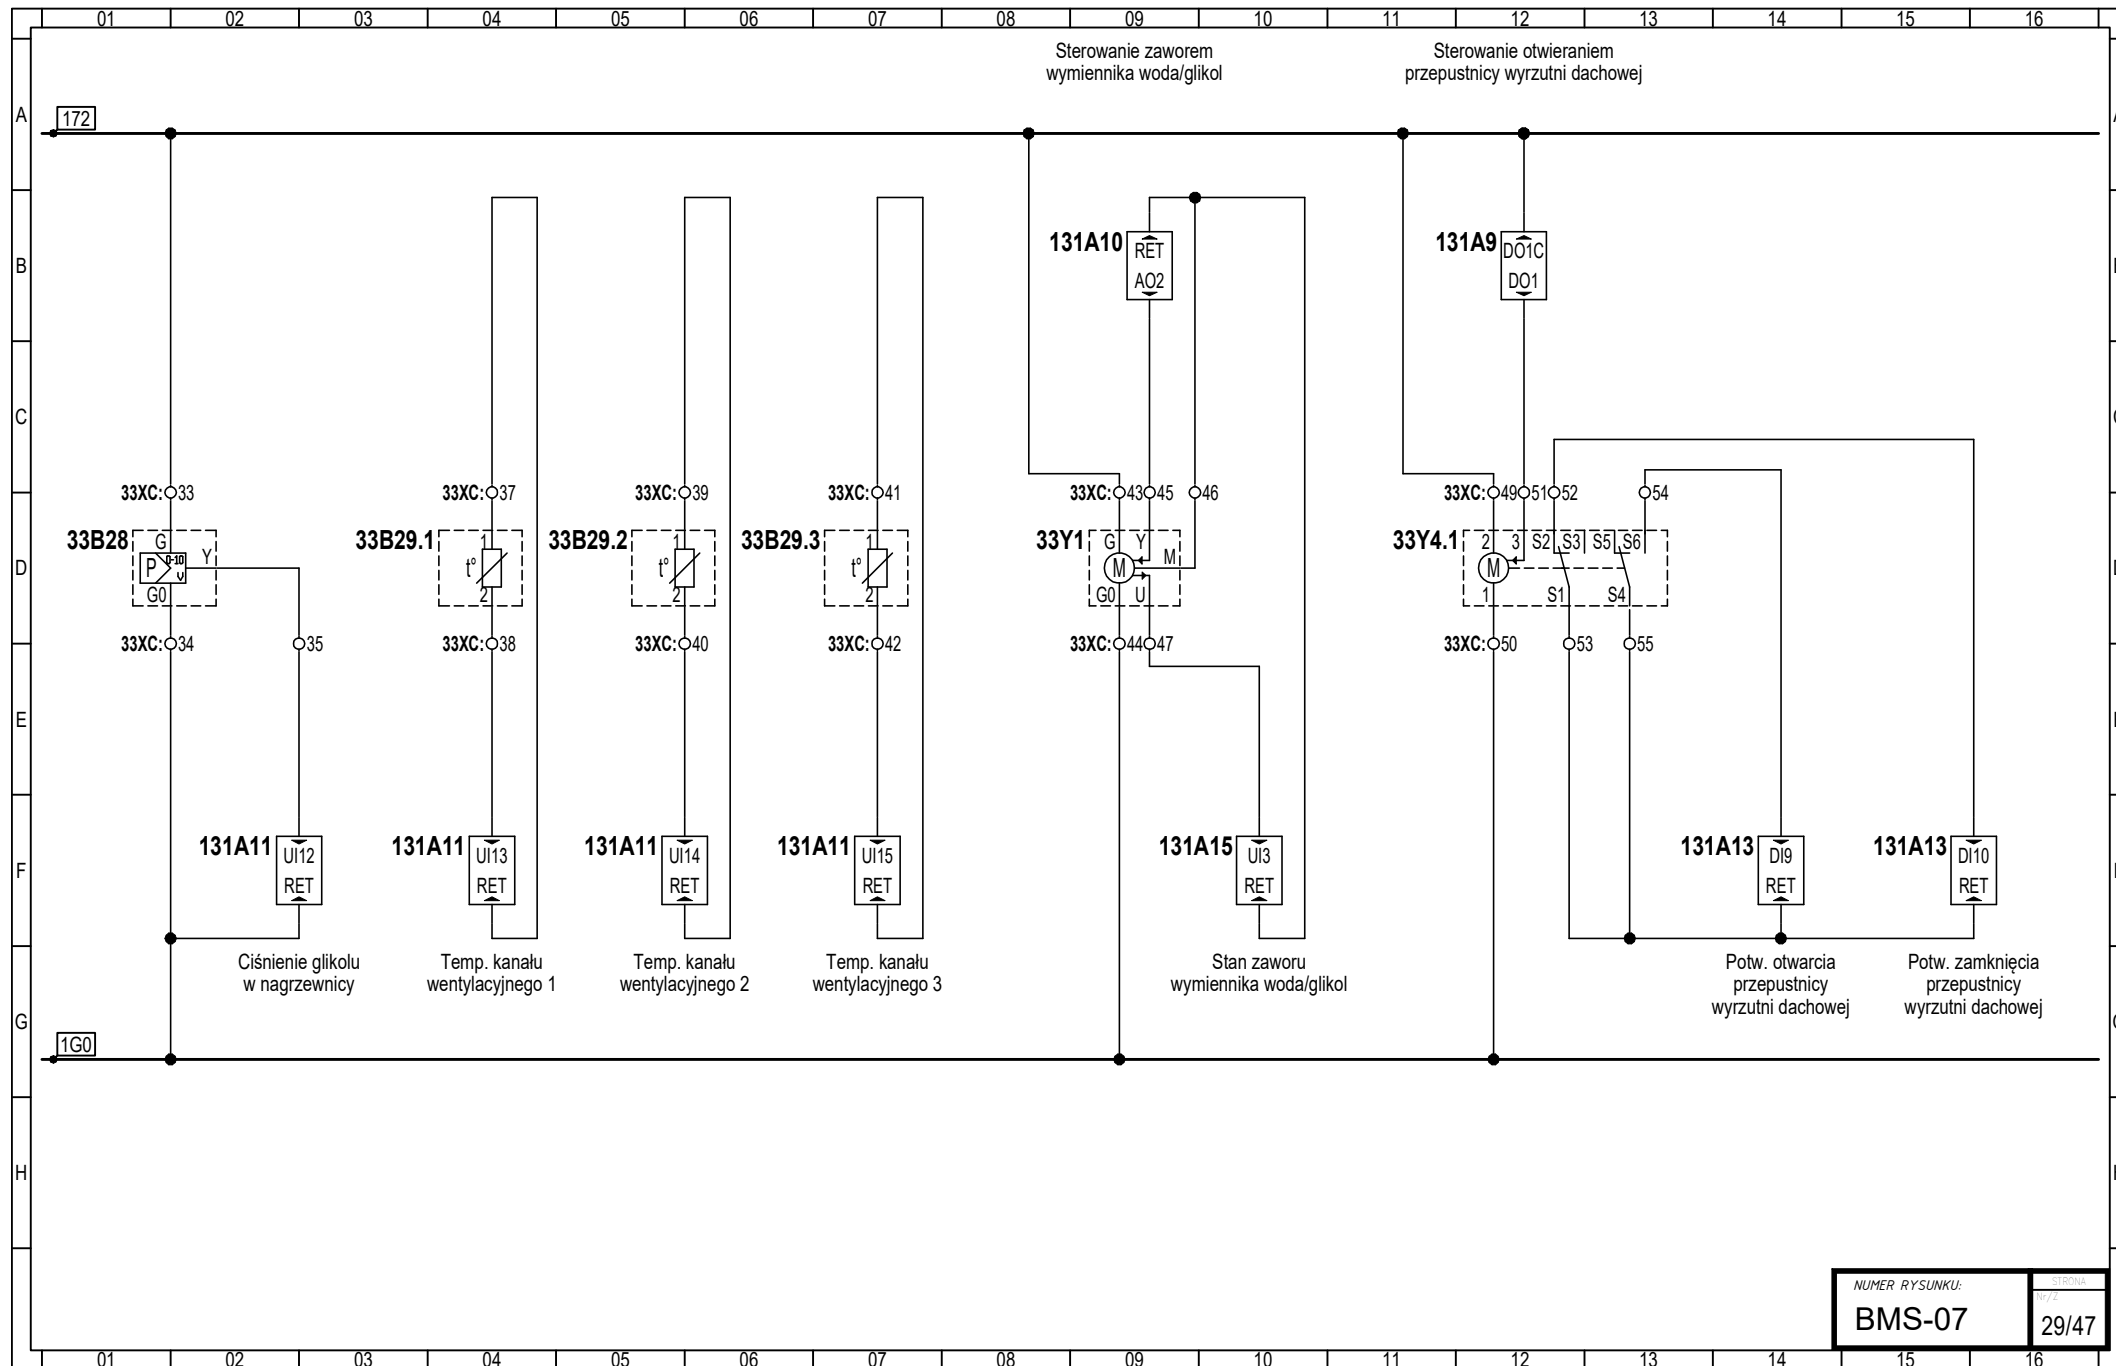 01 02 03 04 05 06 07 08 09 10 11 12 13 14 15 16
Sterowanie zaworem
wymiennika woda/glikol
Sterowanie otwieraniem
przepustnicy wyrzutni dachowej
A
172
B
131A10
RET
AO2
131A9
DO1C
DO1
C
33XC: 33
33XC: 37
33XC: 39
33XC: 41
33XC: 43 45 46
33XC: 49 51 52 54
D
33B28
G
P
0-10
V
Y
G0
33B29.1
1
t°
2
33B29.2
1
t°
2
33B29.3
1
t°
2
33Y1
G Y
M
M
G0 U
33Y4.1
2 3 S2 S3 S5 S6
M
1 S1 S4
33XC: 34 35
33XC: 38
33XC: 40
33XC: 42
33XC: 44 47
33XC: 50 53 55
E
F
131A11
UI12
RET
131A11
UI13
RET
131A11
UI14
RET
131A11
UI15
RET
131A15
UI3
RET
131A13
DI9
RET
131A13
DI10
RET
Ciśnienie glikolu
w nagrzewnicy
Temp. kanału
wentylacyjnego 1
Temp. kanału
wentylacyjnego 2
Temp. kanału
wentylacyjnego 3
Stan zaworu
wymiennika woda/glikol
Potw. otwarcia
przepustnicy
wyrzutni dachowej
Potw. zamknięcia
przepustnicy
wyrzutni dachowej
G
1G0
H
NUMER RYSUNKU:
BMS-07
STRONA
Nr/Z
29/47
01 02 03 04 05 06 07 08 09 10 11 12 13 14 15 16